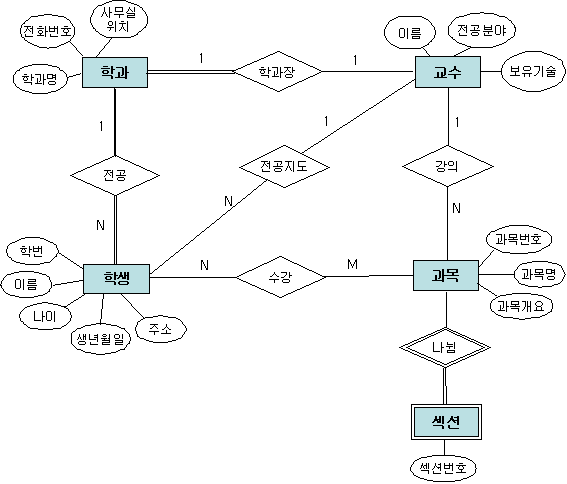 사무실
위치
전화번호
학과명
학과
1
학과장
1
이름
전공분야
교수
보유기술
1
전공
N
1
전공지도
N
1
강의
N
학번
이름
나이
생년월일
주소
학생
N
수강
M
과목
과목번호
과목명
과목개요
나뉨
섹션
섹션번호